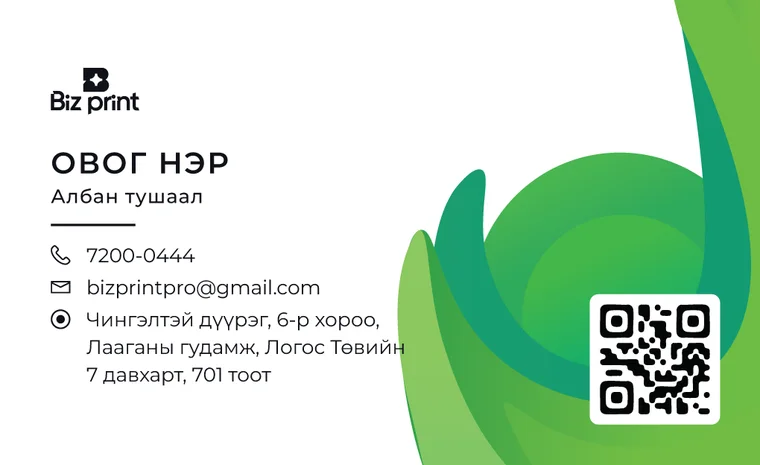 Biz print
ОВОГ НЭР
Албан тушаал
7200-0444
bizprintpro@gmail.com
Чингэлтэй дүүрэг, 6-р хороо,
Лааганы гудамж, Логос Төвийн
7 давхарт, 701 тоот